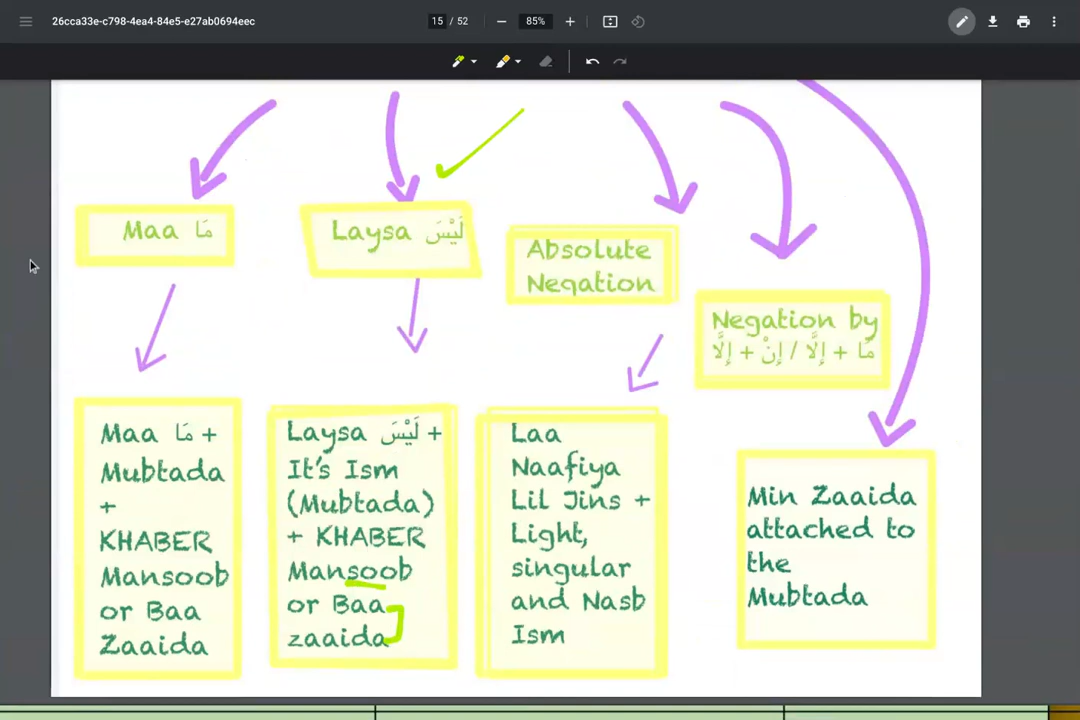 26cca33e-c798-4ea4-84e5-e27ab0694eec
15 / 52
85%
Maa مَا
Laysa لَيْسَ
Absolute
Negation
Negation by
مَا + إِلَّا / إِنْ + إِلَّا
Maa مَا +
Mubtada
+
KHABER
Mansoob
or Baa
Zaaida
Laysa لَيْسَ +
It's Ism
(Mubtada)
+ KHABER
Mansoob
or Baa
zaaida
Laa
Naafiya
Lil Jins +
Light,
singular
and Nasb
Ism
Min Zaaida
attached to
the
Mubtada